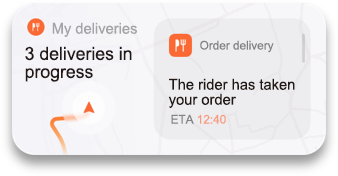 My deliveries
3 deliveries in
progress
Order delivery
The rider has taken
your order
ETA 12:40